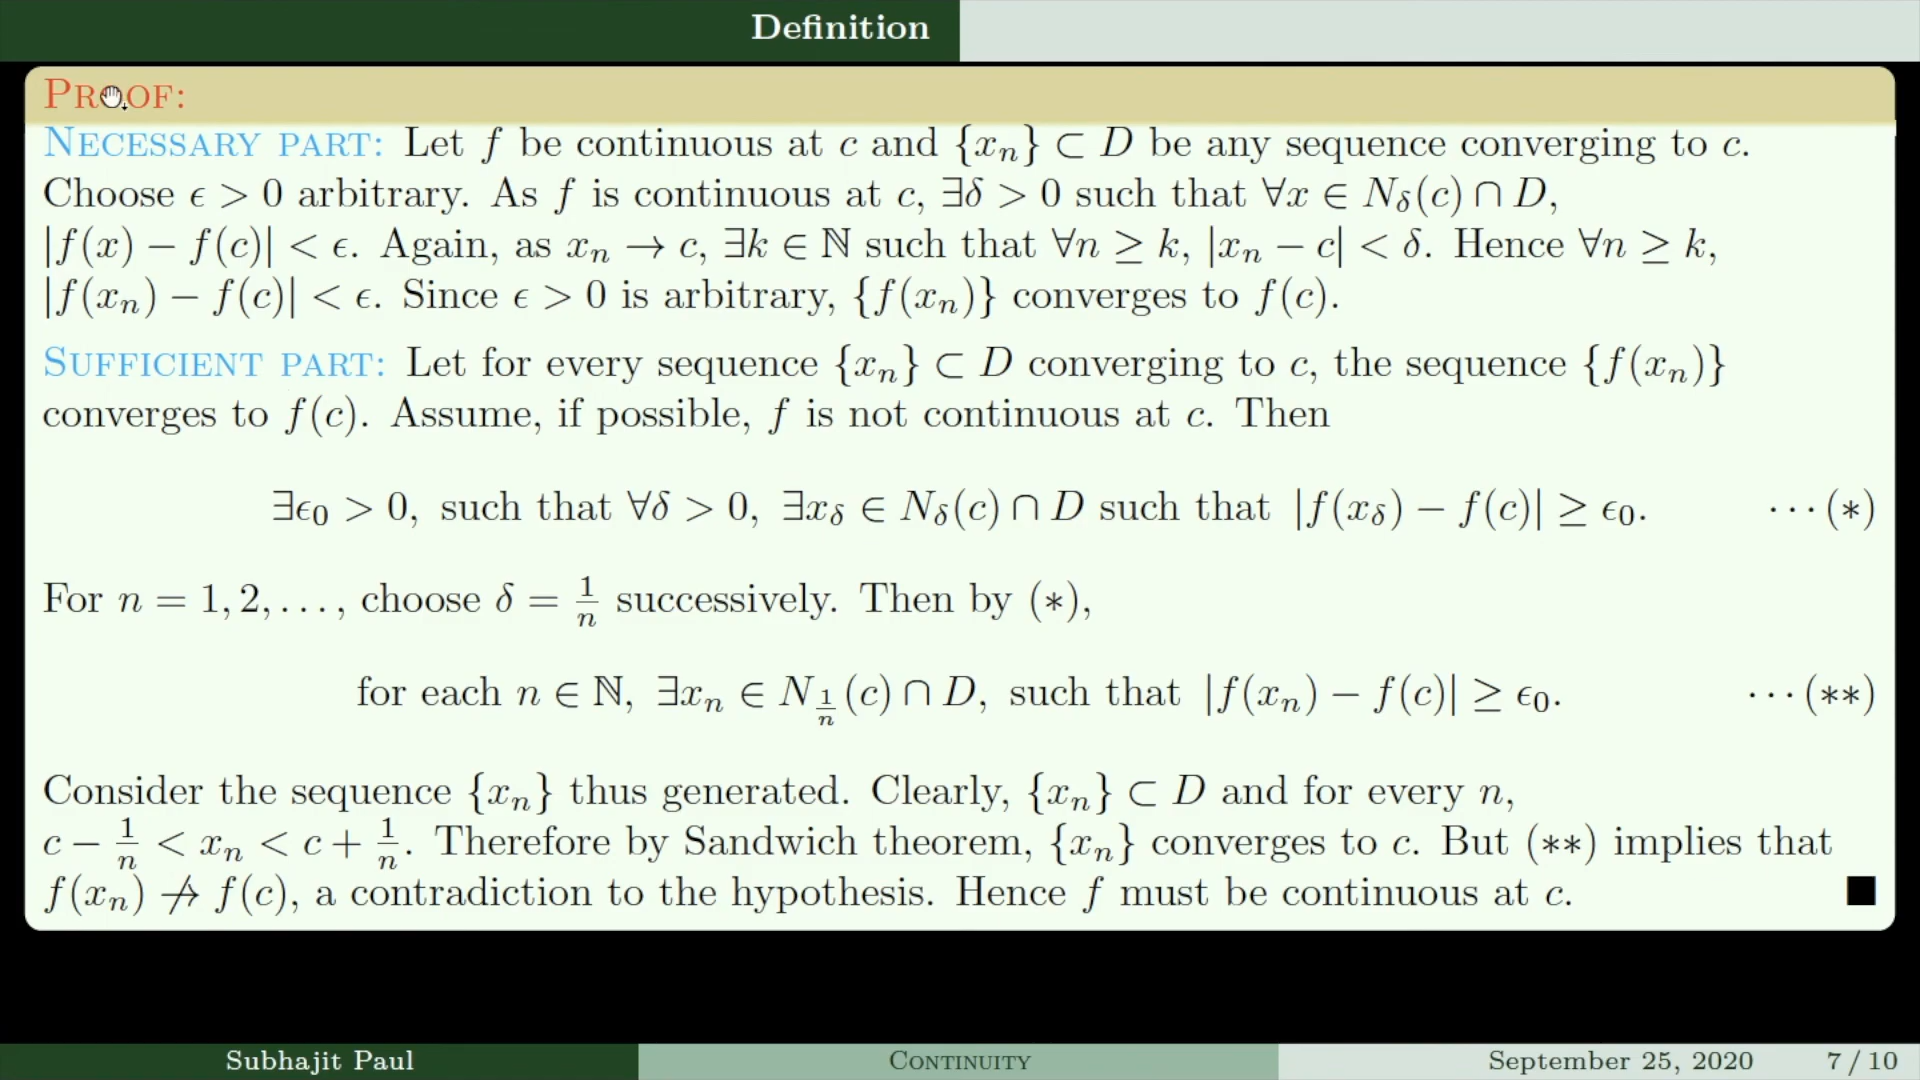 Definition
PROOF:
NECESSARY PART: Let f be continuous at c and {xₙ} ⊂ D be any sequence converging to c.
Choose ϵ > 0 arbitrary. As f is continuous at c, ∃δ > 0 such that ∀x ∈ N_δ(c) ∩ D,
|f(x) − f(c)| < ϵ. Again, as xₙ → c, ∃k ∈ ℕ such that ∀n ≥ k, |xₙ − c| < δ. Hence ∀n ≥ k,
|f(xₙ) − f(c)| < ϵ. Since ϵ > 0 is arbitrary, {f(xₙ)} converges to f(c).
SUFFICIENT PART: Let for every sequence {xₙ} ⊂ D converging to c, the sequence {f(xₙ)}
converges to f(c). Assume, if possible, f is not continuous at c. Then
∃ϵ₀ > 0, such that ∀δ > 0, ∃x_δ ∈ N_δ(c) ∩ D such that |f(x_δ) − f(c)| ≥ ϵ₀. ⋯(∗)
For n = 1, 2, . . . , choose δ = 1/n successively. Then by (∗),
for each n ∈ ℕ, ∃xₙ ∈ N_{1/n}(c) ∩ D, such that |f(xₙ) − f(c)| ≥ ϵ₀. ⋯(∗∗)
Consider the sequence {xₙ} thus generated. Clearly, {xₙ} ⊂ D and for every n,
c − 1/n < xₙ < c + 1/n. Therefore by Sandwich theorem, {xₙ} converges to c. But (∗∗) implies that
f(xₙ) ↛ f(c), a contradiction to the hypothesis. Hence f must be continuous at c. ■
Subhajit Paul CONTINUITY September 25, 2020 7 / 10